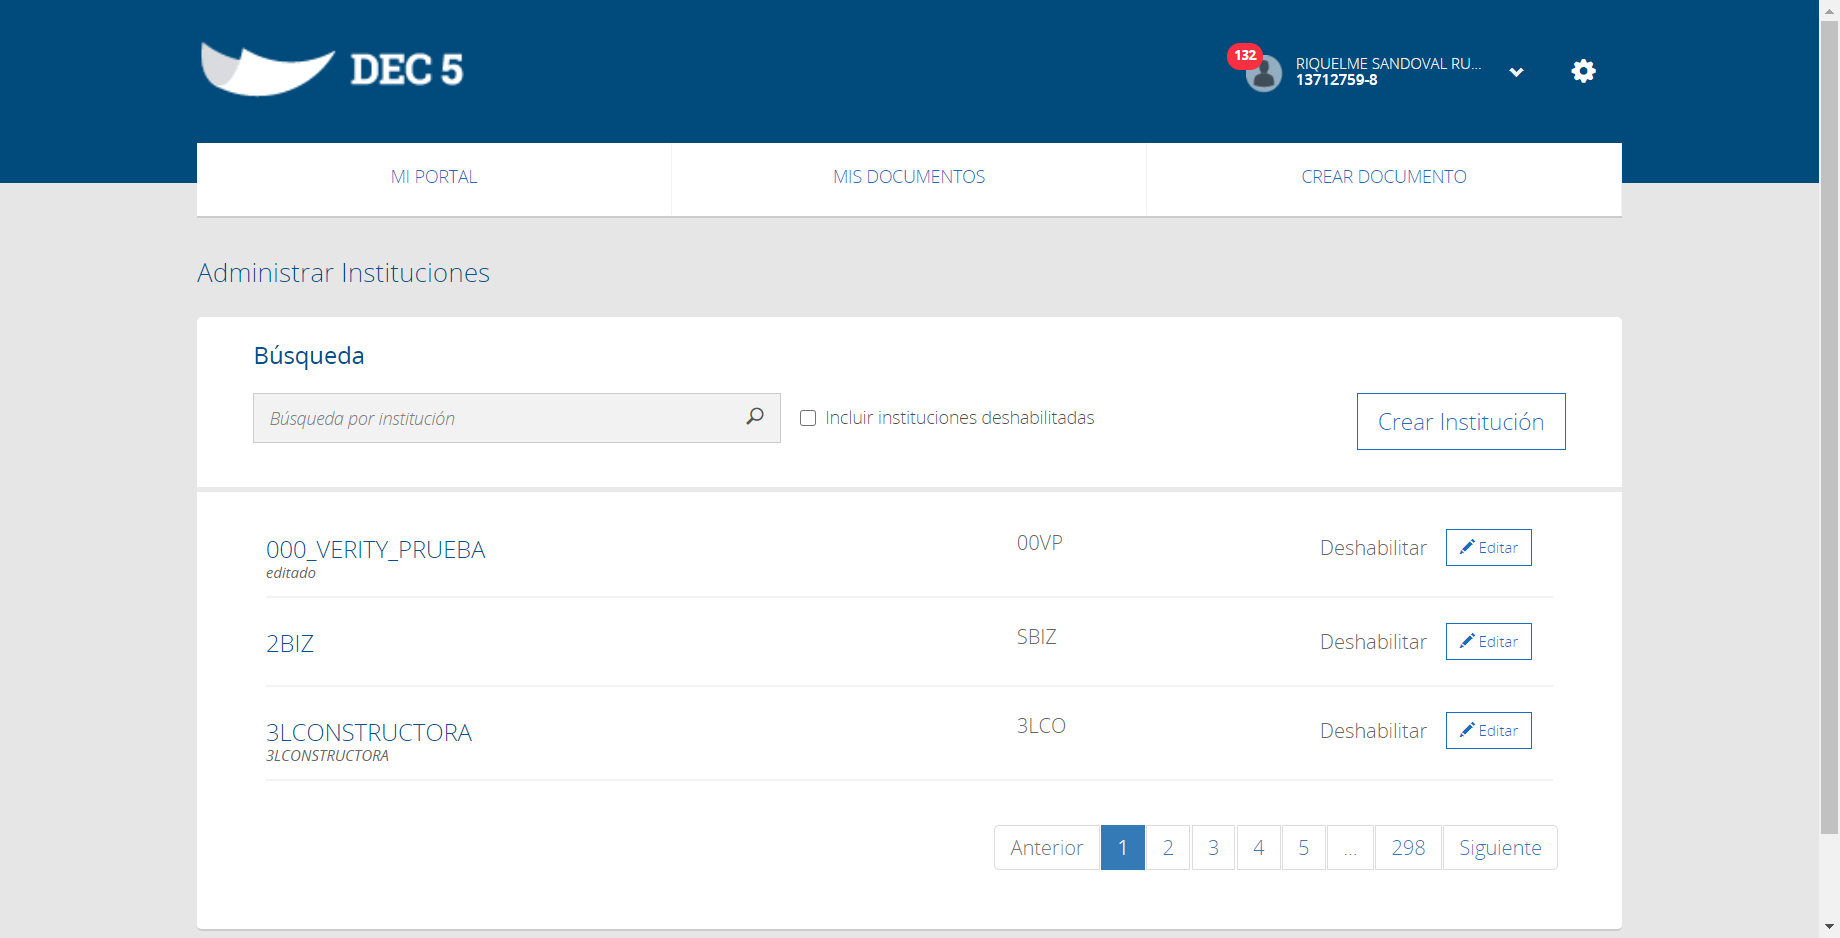 DEC 5
132
RIQUELME SANDOVAL RU...
13712759-8
MI PORTAL
MIS DOCUMENTOS
CREAR DOCUMENTO
Administrar Instituciones
Búsqueda
Búsqueda por institución
Incluir instituciones deshabilitadas
Crear Institución
000_VERITY_PRUEBA
editado
00VP
Deshabilitar
Editar
2BIZ
SBIZ
Deshabilitar
Editar
3LCONSTRUCTORA
3LCONSTRUCTORA
3LCO
Deshabilitar
Editar
Anterior 1 2 3 4 5 ... 298 Siguiente